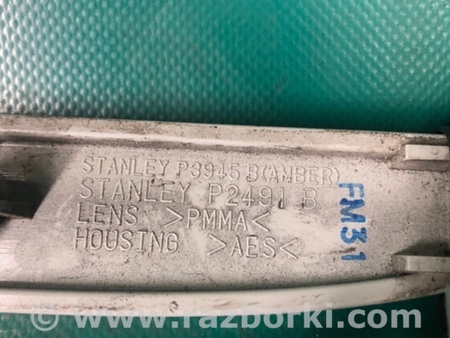 STANLEY P3945 B(AMBER)
STANLEY P2491 B
LENS >PMMA<
HOUSING >AES<
FM31
© www.razborki.com